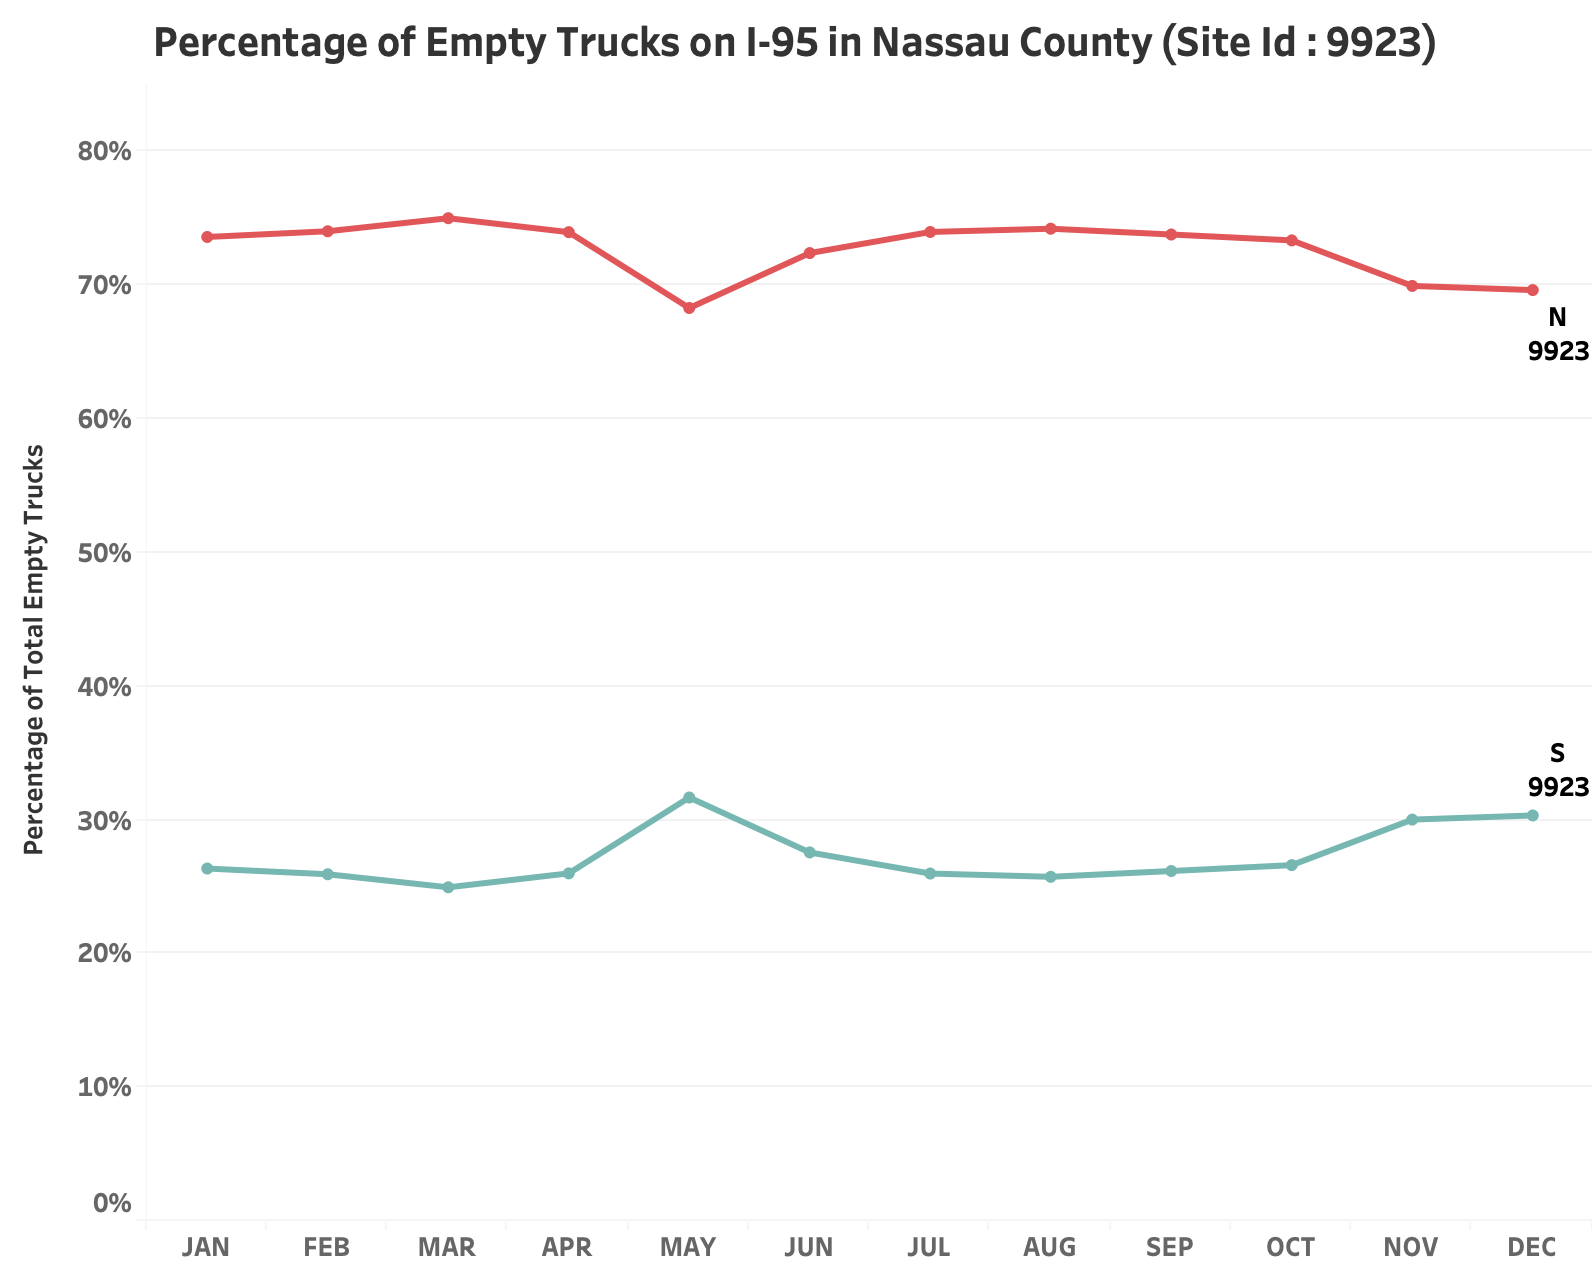 Percentage of Empty Trucks on I-95 in Nassau County (Site Id : 9923)
80%
70%
60%
50%
40%
30%
20%
10%
0%
Percentage of Total Empty Trucks
N
9923
S
9923
JAN FEB MAR APR MAY JUN JUL AUG SEP OCT NOV DEC